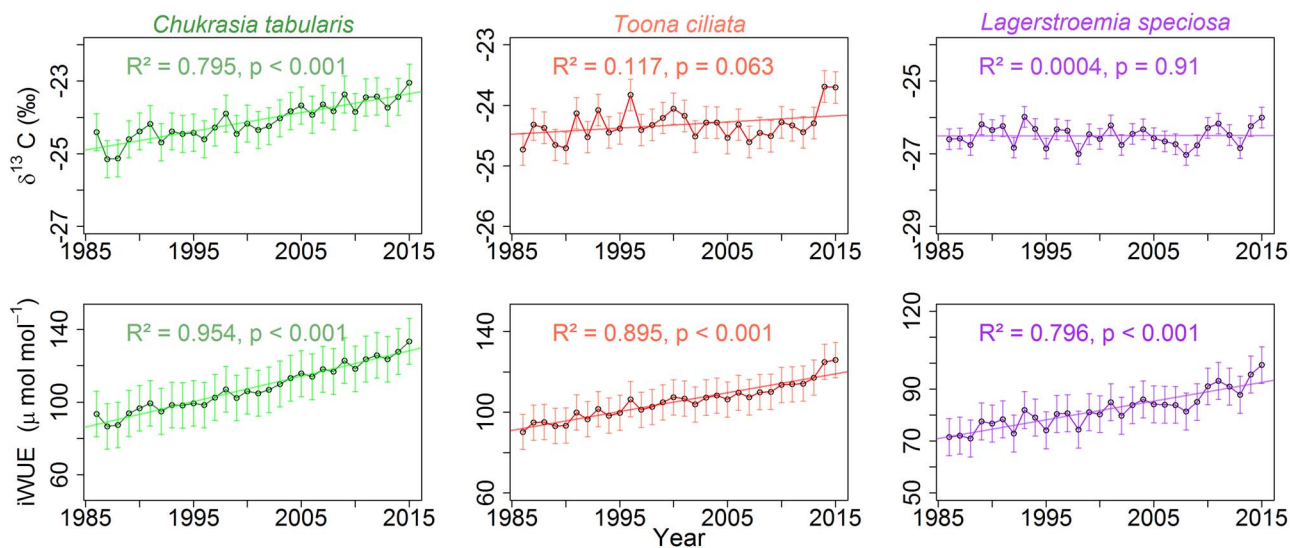 Chukrasia tabularis
Toona ciliata
Lagerstroemia speciosa
δ¹³ C (‰)
-23
-25
-27
R² = 0.795, p < 0.001
1985 1995 2005 2015
-23
-24
-25
-26
R² = 0.117, p = 0.063
1985 1995 2005 2015
-25
-27
-29
R² = 0.0004, p = 0.91
1985 1995 2005 2015
iWUE (μ mol mol⁻¹)
140
100
60
R² = 0.954, p < 0.001
1985 1995 2005 2015
140
100
60
R² = 0.895, p < 0.001
1985 1995 2005 2015
120
90
70
50
R² = 0.796, p < 0.001
1985 1995 2005 2015
Year